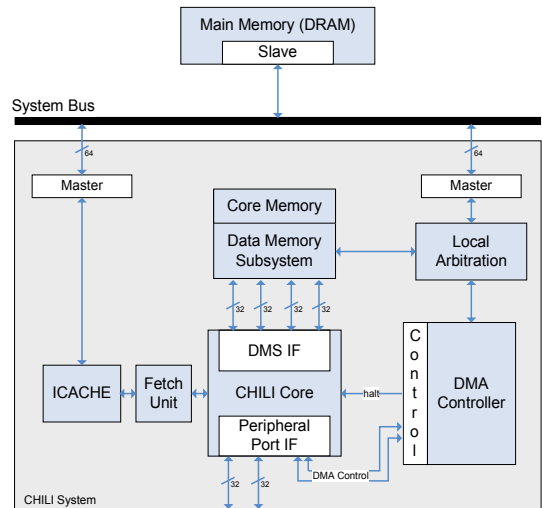 Main Memory (DRAM)
Slave
System Bus
64
64
Master
Master
Core Memory
Data Memory
Subsystem
Local
Arbitration
32
32
32
32
DMS IF
CHILI Core
Peripheral
Port IF
ICACHE
Fetch
Unit
halt
Control
DMA
Controller
DMA Control
32
32
CHILI System